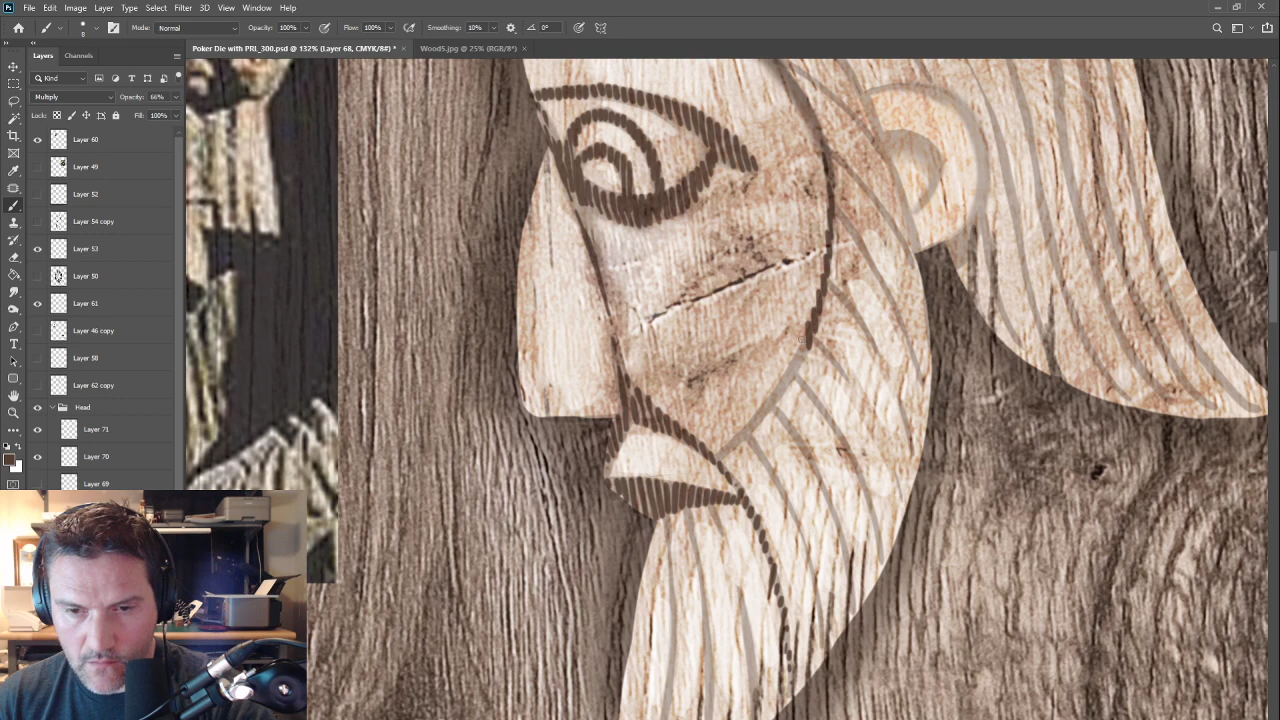 Ps File Edit Image Layer Type Select Filter 3D View Window Help
8 Mode: Normal Opacity: 100% Flow: 100% Smoothing: 10% 0°
Poker Die with PRL_300.psd @ 132% (Layer 68, CMYK/8#) * × Wood5.jpg @ 25% (RGB/8*) ×
Layers Channels
Kind
Multiply Opacity: 66%
Lock: Fill: 100%
Layer 60
Layer 49
Layer 52
Layer 54 copy
Layer 53
Layer 50
Layer 61
Layer 46 copy
Layer 58
Layer 62 copy
Head
Layer 71
Layer 70
Layer 69